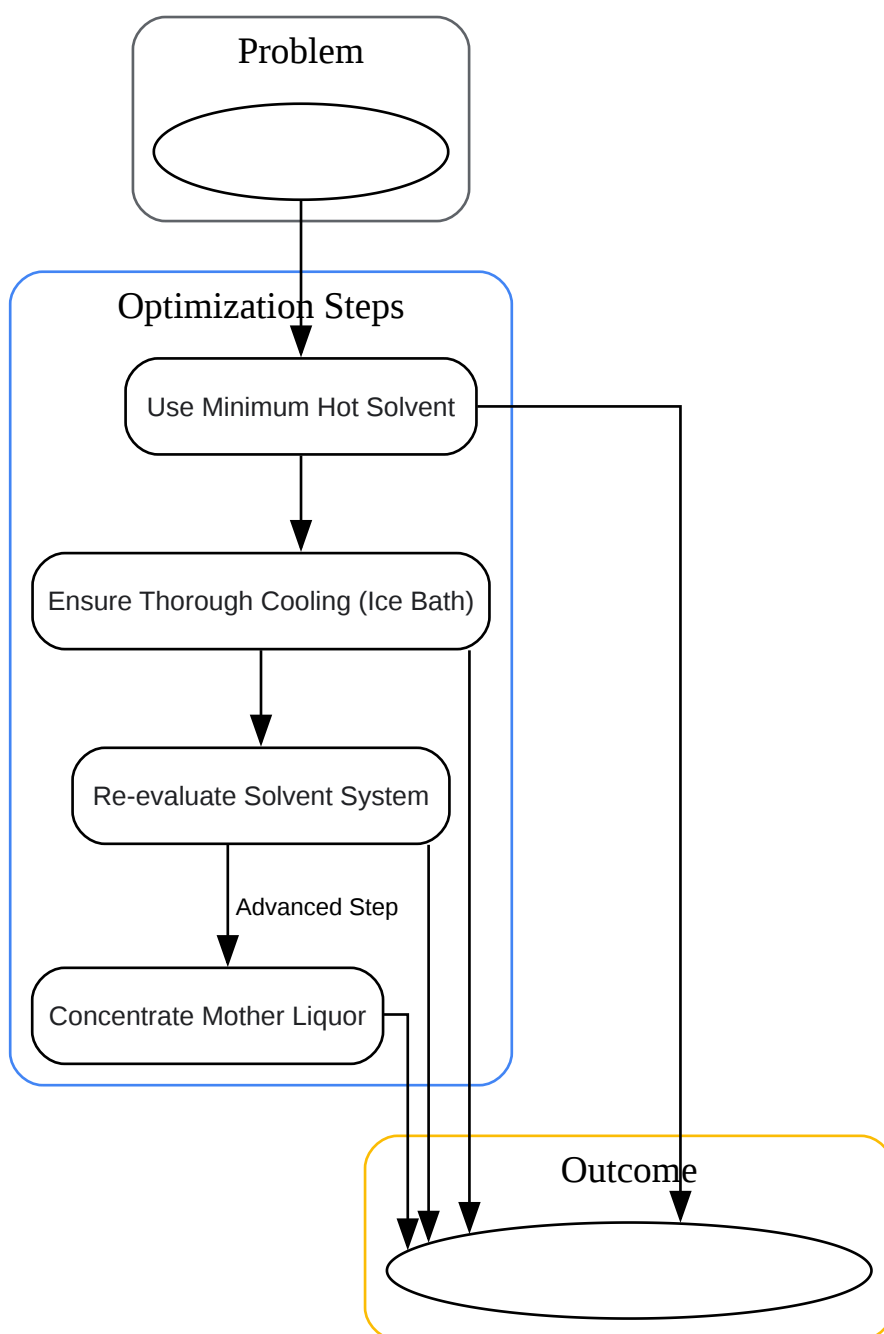 Problem
Optimization Steps
Use Minimum Hot Solvent
Ensure Thorough Cooling (Ice Bath)
Re-evaluate Solvent System
Advanced Step
Concentrate Mother Liquor
Outcome